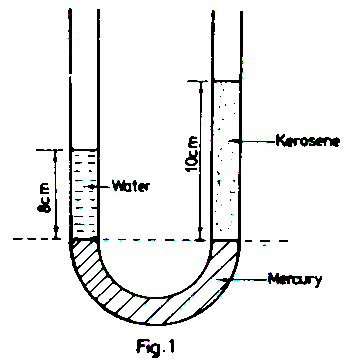 10cm
Kerosene
8cm
Water
Mercury
Fig.1